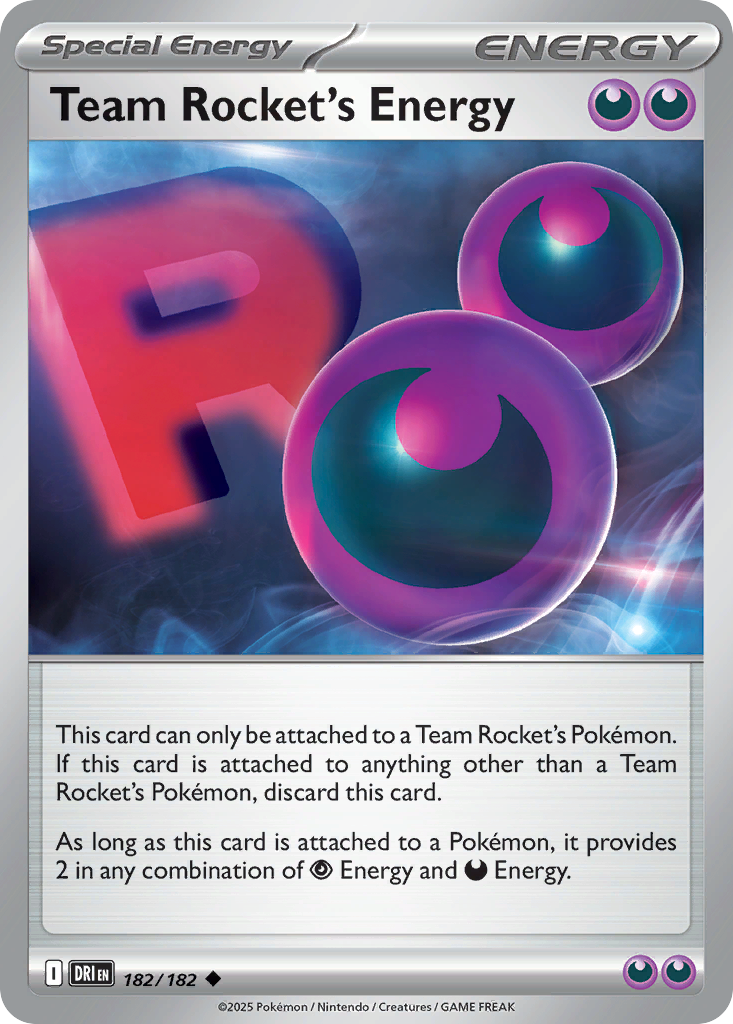 Special Energy ENERGY
Team Rocket's Energy
R
This card can only be attached to a Team Rocket's Pokémon.
If this card is attached to anything other than a Team
Rocket's Pokémon, discard this card.
As long as this card is attached to a Pokémon, it provides
2 in any combination of Energy and Energy.
I DRI EN 182/182
©2025 Pokémon / Nintendo / Creatures / GAME FREAK